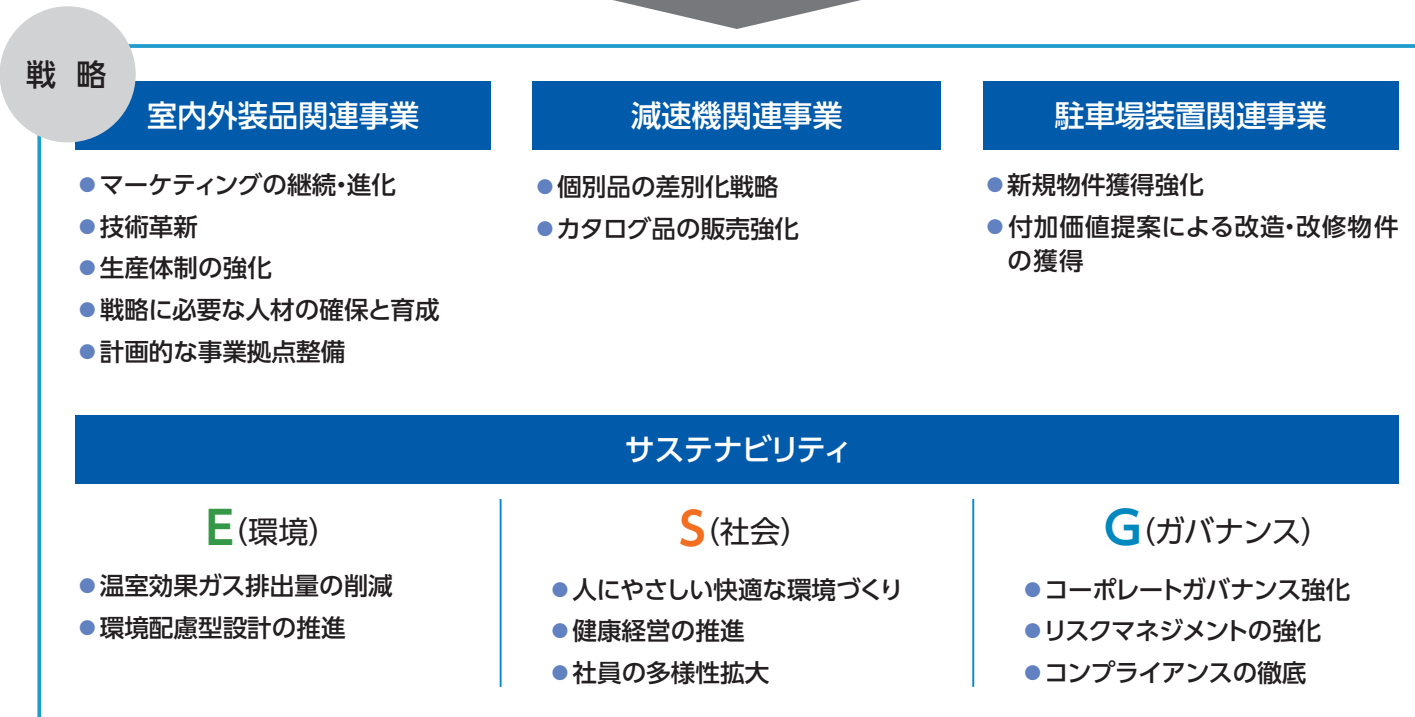 戦略
室内外装品関連事業
●マーケティングの継続・進化
●技術革新
●生産体制の強化
●戦略に必要な人材の確保と育成
●計画的な事業拠点整備
減速機関連事業
●個別品の差別化戦略
●カタログ品の販売強化
駐車場装置関連事業
●新規物件獲得強化
●付加価値提案による改造・改修物件
の獲得
サステナビリティ
E(環境)
●温室効果ガス排出量の削減
●環境配慮型設計の推進
S(社会)
●人にやさしい快適な環境づくり
●健康経営の推進
●社員の多様性拡大
G(ガバナンス)
●コーポレートガバナンス強化
●リスクマネジメントの強化
●コンプライアンスの徹底